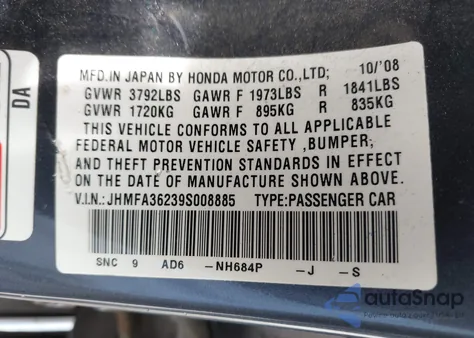 MFD.IN JAPAN BY HONDA MOTOR CO.,LTD; 10/'08
GVWR 3792LBS GAWR F 1973LBS R 1841LBS
GVWR 1720KG GAWR F 895KG R 835KG
THIS VEHICLE CONFORMS TO ALL APPLICABLE
FEDERAL MOTOR VEHICLE SAFETY ,BUMPER;
AND THEFT PREVENTION STANDARDS IN EFFECT
ON THE DATE OF MANUFACTURE SHOWN ABOVE.
V.I.N.:JHMFA36239S008885 TYPE:PASSENGER CAR
SNC 9 AD6 -NH684P -J -S
DA
autoSnap